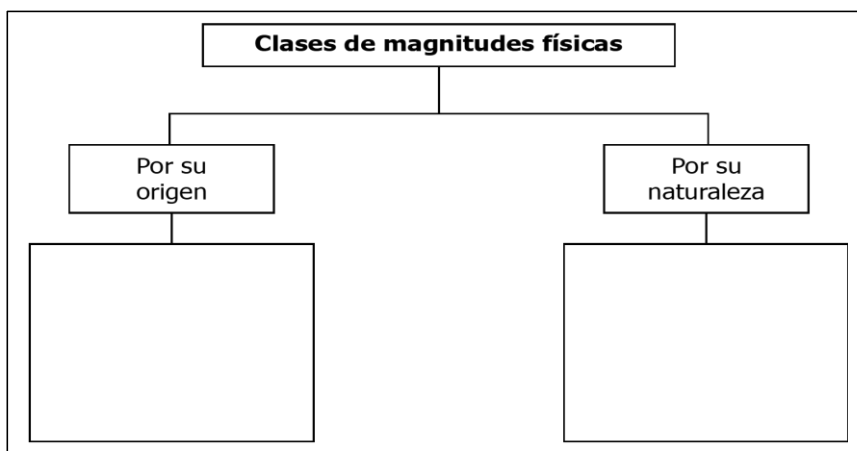 Clases de magnitudes físicas
Por su
origen
Por su
naturaleza